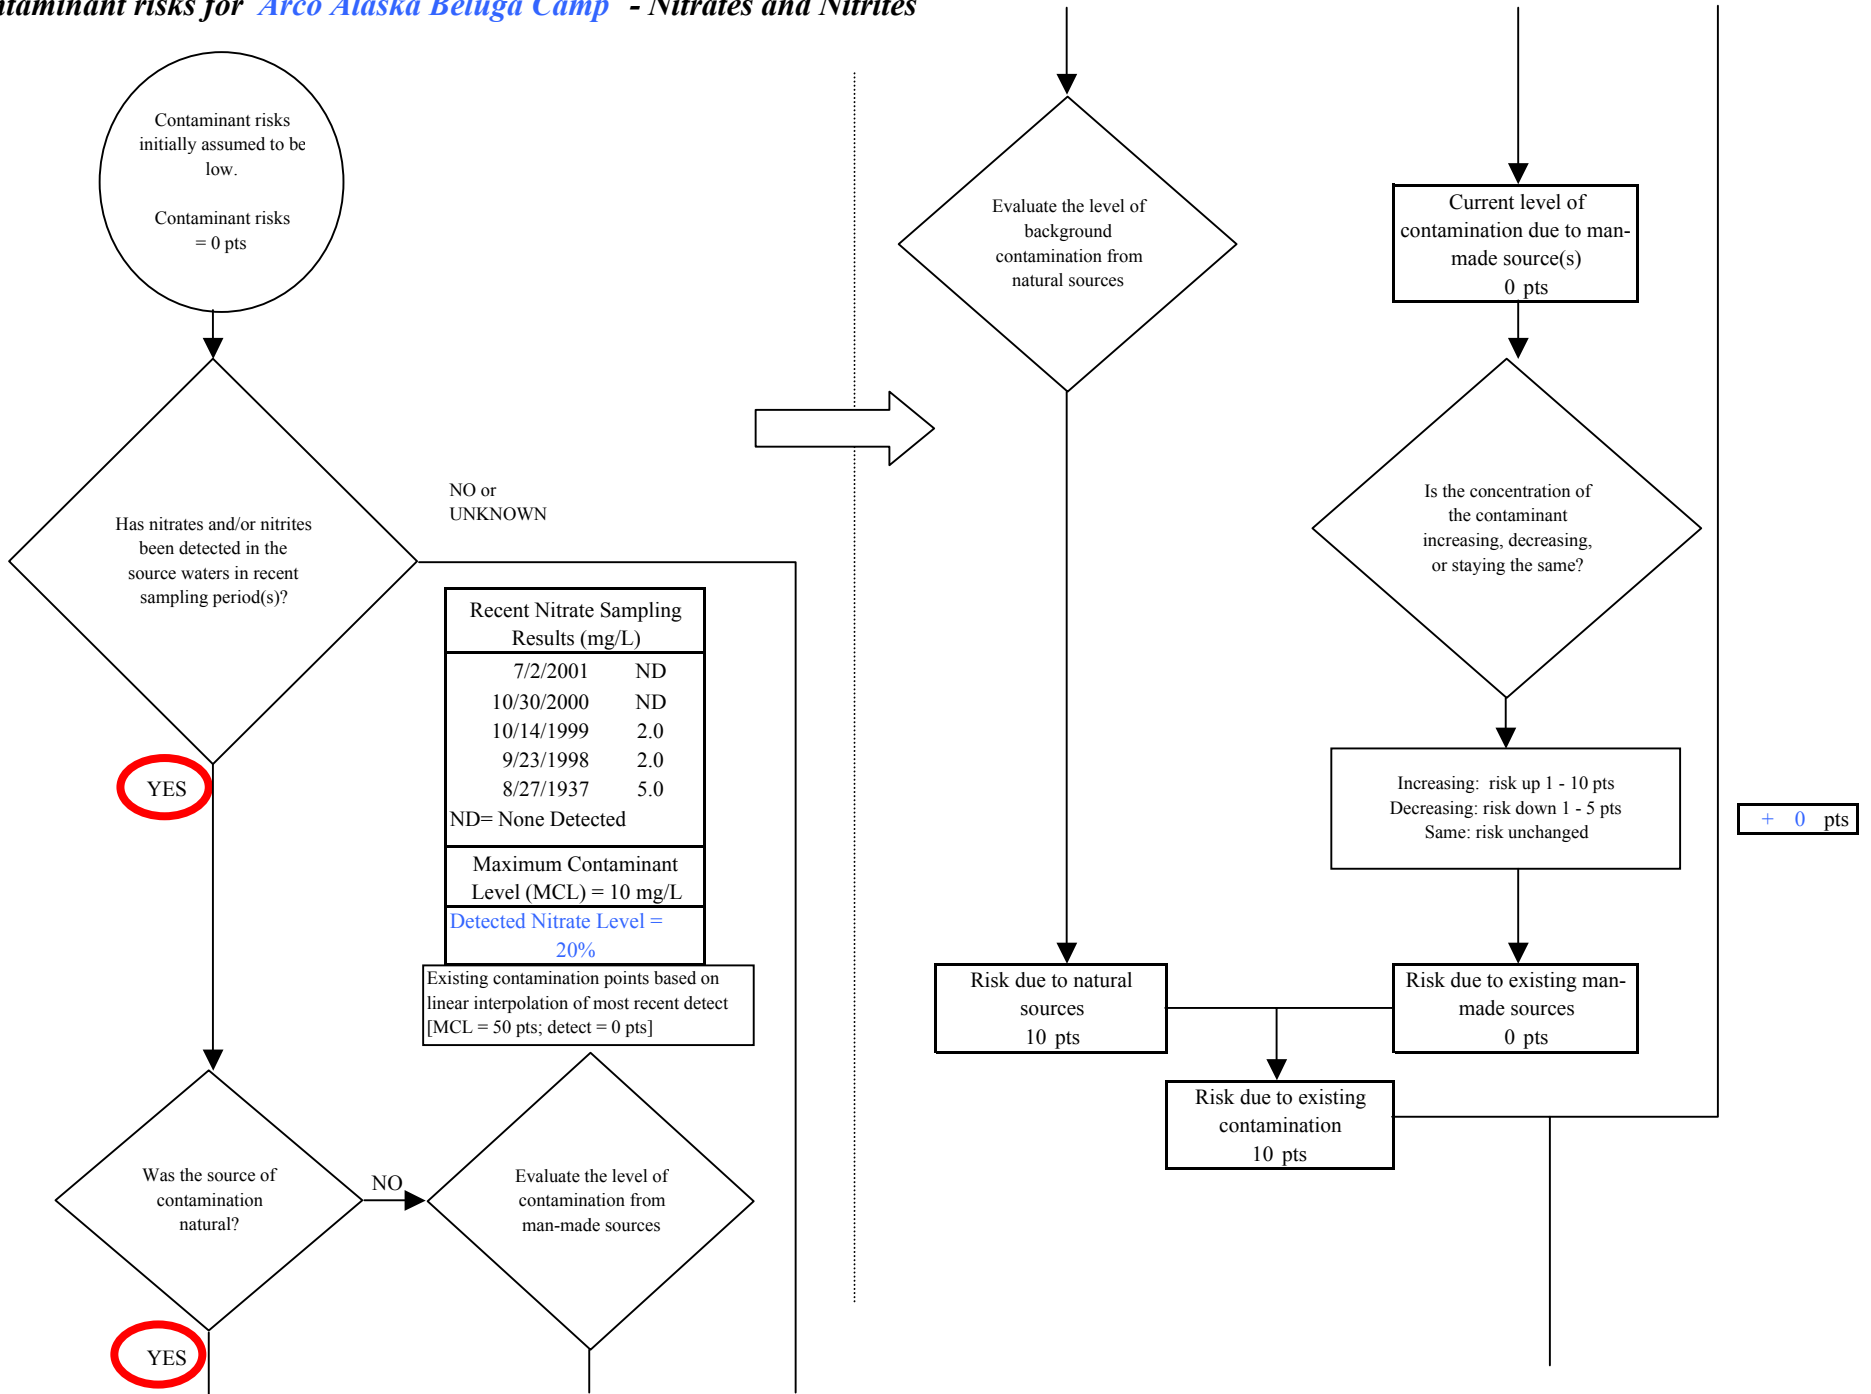 ntaminant risks for Arco Alaska Beluga Camp - Nitrates and Nitrites
Contaminant risks
initially assumed to be
low.
Contaminant risks
= 0 pts
Has nitrates and/or nitrites
been detected in the
source waters in recent
sampling period(s)?
NO or
UNKNOWN
YES
Recent Nitrate Sampling
Results (mg/L)
7/2/2001 ND
10/30/2000 ND
10/14/1999 2.0
9/23/1998 2.0
8/27/1937 5.0
ND= None Detected
Maximum Contaminant
Level (MCL) = 10 mg/L
Detected Nitrate Level =
20%
Existing contamination points based on
linear interpolation of most recent detect
[MCL = 50 pts; detect = 0 pts]
Was the source of
contamination
natural?
NO
Evaluate the level of
contamination from
man-made sources
YES
Evaluate the level of
background
contamination from
natural sources
Current level of
contamination due to man-
made source(s)
0 pts
Is the concentration of
the contaminant
increasing, decreasing,
or staying the same?
Increasing: risk up 1 - 10 pts
Decreasing: risk down 1 - 5 pts
Same: risk unchanged
+ 0 pts
Risk due to natural
sources
10 pts
Risk due to existing man-
made sources
0 pts
Risk due to existing
contamination
10 pts